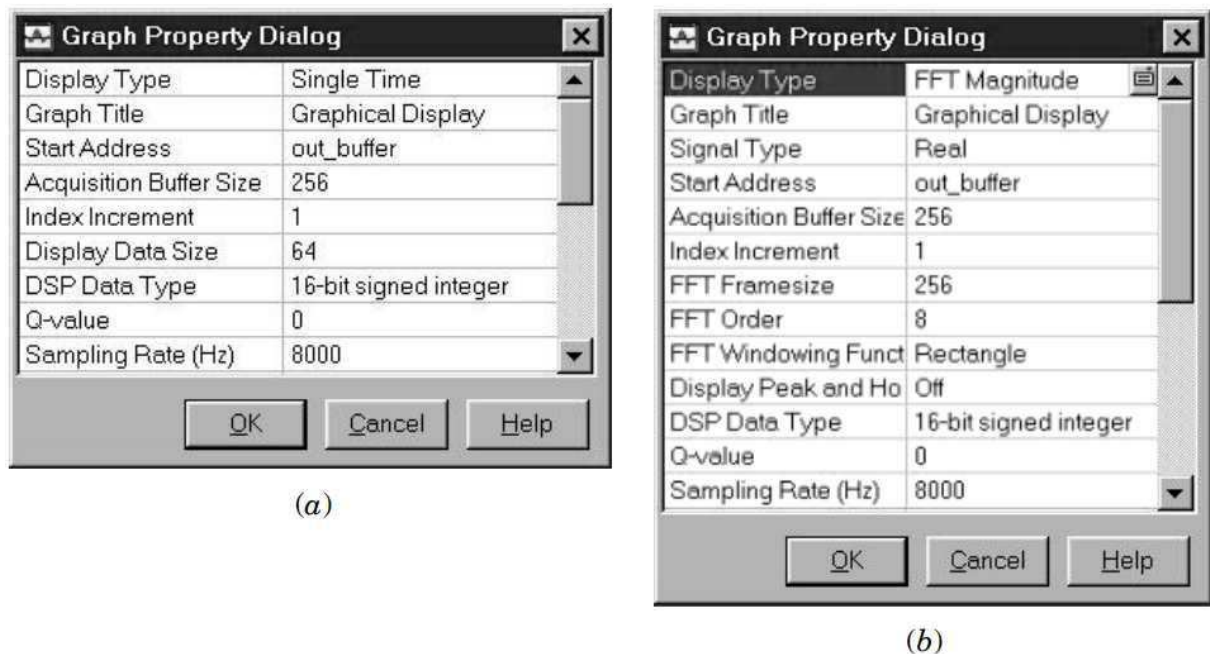 Graph Property Dialog
Display Type Single Time
Graph Title Graphical Display
Start Address out_buffer
Acquisition Buffer Size 256
Index Increment 1
Display Data Size 64
DSP Data Type 16-bit signed integer
Q-value 0
Sampling Rate (Hz) 8000
OK Cancel Help
(a)
Graph Property Dialog
Display Type FFT Magnitude
Graph Title Graphical Display
Signal Type Real
Start Address out_buffer
Acquisition Buffer Size 256
Index Increment 1
FFT Framesize 256
FFT Order 8
FFT Windowing Funct Rectangle
Display Peak and Ho Off
DSP Data Type 16-bit signed integer
Q-value 0
Sampling Rate (Hz) 8000
OK Cancel Help
(b)